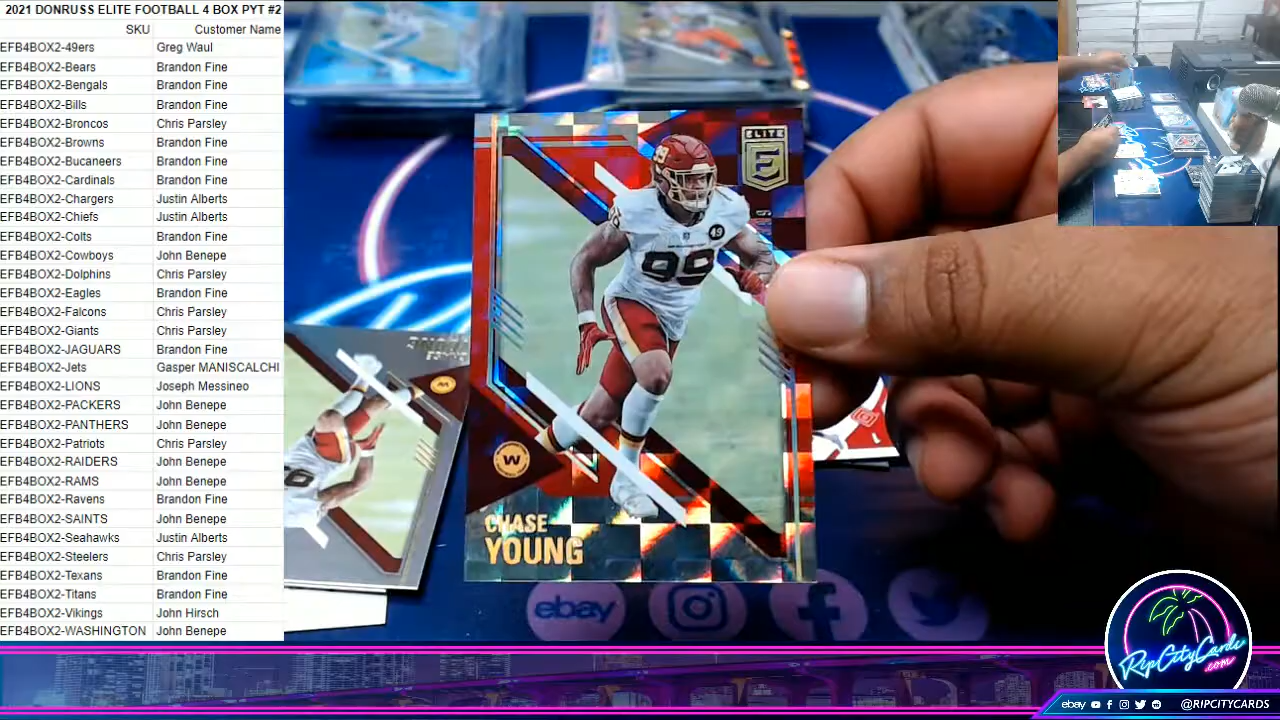 2021 DONRUSS ELITE FOOTBALL 4 BOX PYT #2
SKU Customer Name
EFB4BOX2-49ers Greg Waul
EFB4BOX2-Bears Brandon Fine
EFB4BOX2-Bengals Brandon Fine
EFB4BOX2-Bills Brandon Fine
EFB4BOX2-Broncos Chris Parsley
EFB4BOX2-Browns Brandon Fine
EFB4BOX2-Bucaneers Brandon Fine
EFB4BOX2-Cardinals Brandon Fine
EFB4BOX2-Chargers Justin Alberts
EFB4BOX2-Chiefs Justin Alberts
EFB4BOX2-Colts Brandon Fine
EFB4BOX2-Cowboys John Benepe
EFB4BOX2-Dolphins Chris Parsley
EFB4BOX2-Eagles Brandon Fine
EFB4BOX2-Falcons Chris Parsley
EFB4BOX2-Giants Chris Parsley
EFB4BOX2-JAGUARS Brandon Fine
EFB4BOX2-Jets Gasper MANISCALCHI
EFB4BOX2-LIONS Joseph Messineo
EFB4BOX2-PACKERS John Benepe
EFB4BOX2-PANTHERS John Benepe
EFB4BOX2-Patriots Chris Parsley
EFB4BOX2-RAIDERS John Benepe
EFB4BOX2-RAMS John Benepe
EFB4BOX2-Ravens Brandon Fine
EFB4BOX2-SAINTS John Benepe
EFB4BOX2-Seahawks Justin Alberts
EFB4BOX2-Steelers Chris Parsley
EFB4BOX2-Texans Brandon Fine
EFB4BOX2-Titans Brandon Fine
EFB4BOX2-Vikings John Hirsch
EFB4BOX2-WASHINGTON John Benepe
ELITE
E
99
49
99
W
CHASE
YOUNG
ebay
RipCityCards
.com
ebay @RIPCITYCARDS